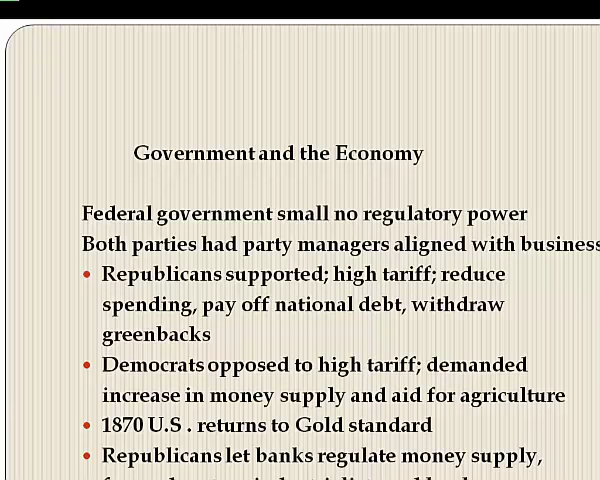 Government and the Economy
Federal government small no regulatory power
Both parties had party managers aligned with business
• Republicans supported; high tariff; reduce
spending, pay off national debt, withdraw
greenbacks
• Democrats opposed to high tariff; demanded
increase in money supply and aid for agriculture
• 1870 U.S . returns to Gold standard
• Republicans let banks regulate money supply,